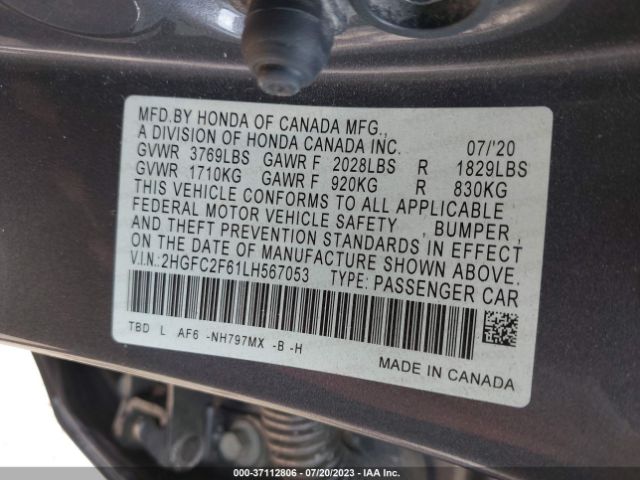 MFD.BY HONDA OF CANADA MFG.,
A DIVISION OF HONDA CANADA INC. 07/'20
GVWR 3769LBS GAWR F 2028LBS R 1829LBS
GVWR 1710KG GAWR F 920KG R 830KG
THIS VEHICLE CONFORMS TO ALL APPLICABLE
FEDERAL MOTOR VEHICLE SAFETY , BUMPER ,
AND THEFT PREVENTION STANDARDS IN EFFECT
ON THE DATE OF MANUFACTURE SHOWN ABOVE.
V.I.N.:2HGFC2F61LH567053 TYPE: PASSENGER CAR
TBD L AF6 -NH797MX -B -H
MADE IN CANADA
000-37112806 - 07/20/2023 - IAA Inc.